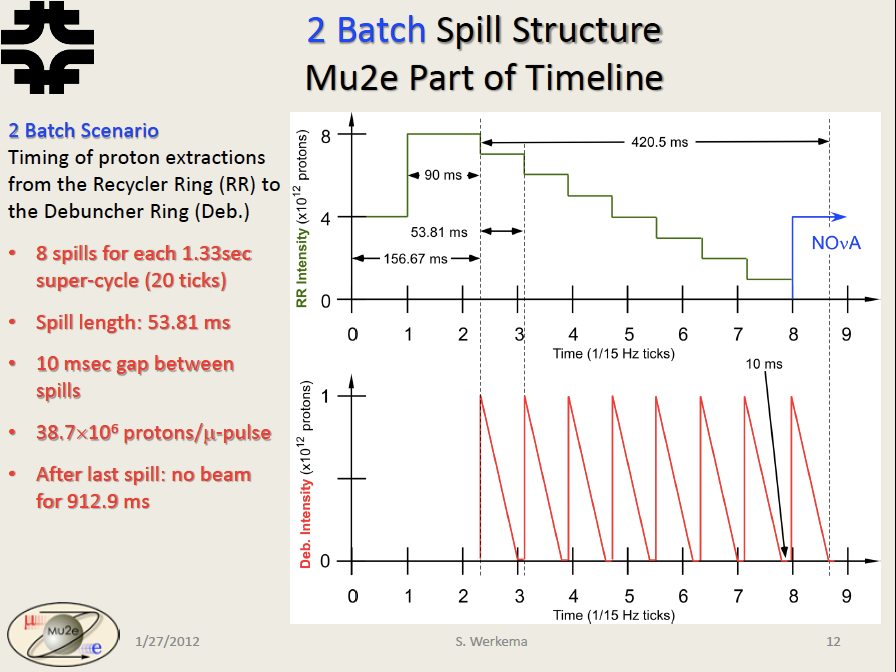 2 Batch Spill Structure
Mu2e Part of Timeline
2 Batch Scenario
Timing of proton extractions
from the Recycler Ring (RR) to
the Debuncher Ring (Deb.)
• 8 spills for each 1.33sec
super-cycle (20 ticks)
• Spill length: 53.81 ms
• 10 msec gap between
spills
• 38.7×10⁶ protons/μ-pulse
• After last spill: no beam
for 912.9 ms
RR Intensity (x10¹² protons)
8
4
0
420.5 ms
90 ms
53.81 ms
156.67 ms
NOνA
0 1 2 3 4 5 6 7 8 9
Time (1/15 Hz ticks)
10 ms
Deb. Intensity (x10¹² protons)
1
0
0 1 2 3 4 5 6 7 8 9
Time (1/15 Hz ticks)
μ
Mu2e
e
1/27/2012
S. Werkema
12